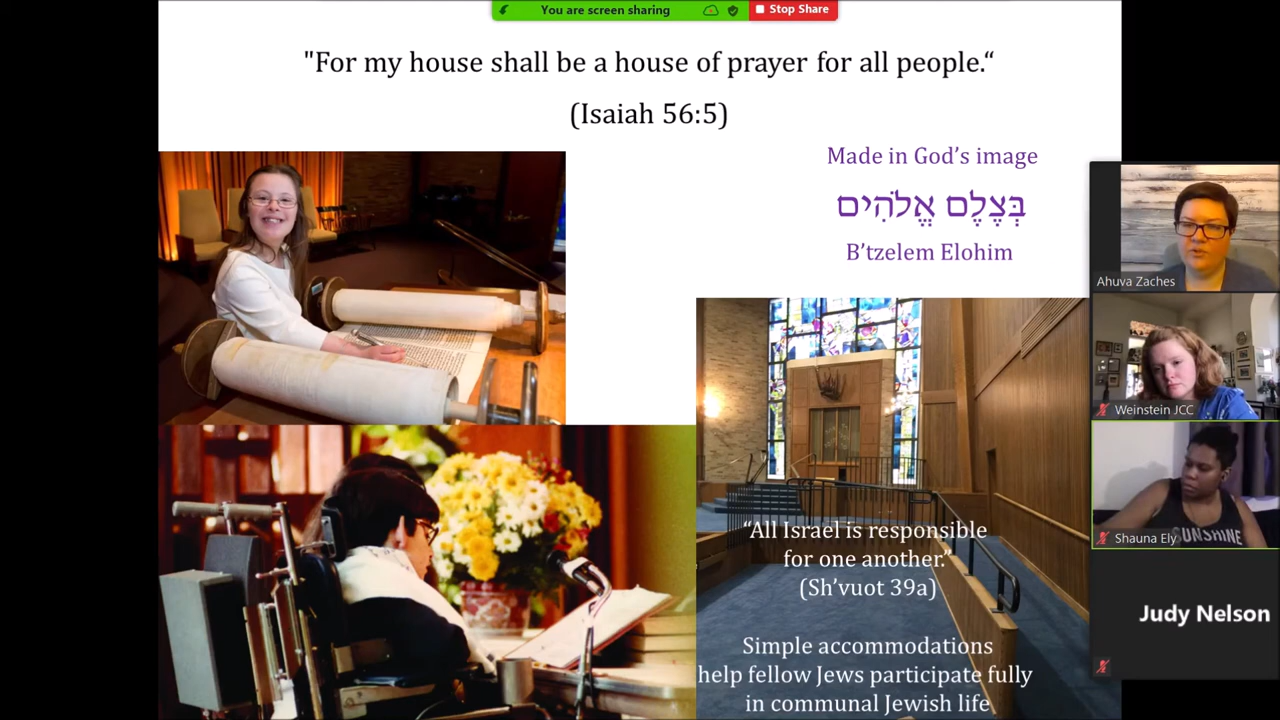 You are screen sharing
Stop Share
"For my house shall be a house of prayer for all people.“
(Isaiah 56:5)
Made in God’s image
בְּצֶלֶם אֱלֹהִים
B’tzelem Elohim
“All Israel is responsible
for one another.”
(Sh’vuot 39a)
Simple accommodations
help fellow Jews participate fully
in communal Jewish life
Ahuva Zaches
Weinstein JCC
SUNSHINE
Shauna Ely
Judy Nelson